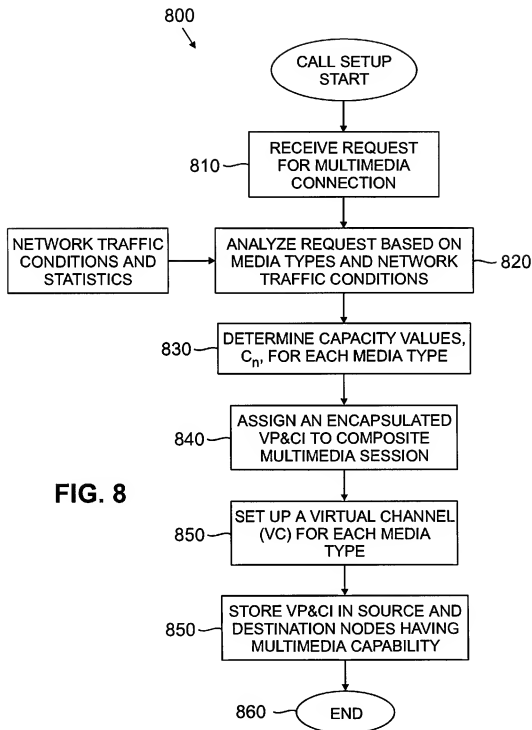 800
CALL SETUP
START
810
RECEIVE REQUEST
FOR MULTIMEDIA
CONNECTION
NETWORK TRAFFIC
CONDITIONS AND
STATISTICS
ANALYZE REQUEST BASED ON
MEDIA TYPES AND NETWORK
TRAFFIC CONDITIONS
820
830
DETERMINE CAPACITY VALUES,
Cn, FOR EACH MEDIA TYPE
840
ASSIGN AN ENCAPSULATED
VP&CI TO COMPOSITE
MULTIMEDIA SESSION
FIG. 8
850
SET UP A VIRTUAL CHANNEL
(VC) FOR EACH MEDIA
TYPE
850
STORE VP&CI IN SOURCE AND
DESTINATION NODES HAVING
MULTIMEDIA CAPABILITY
860
END